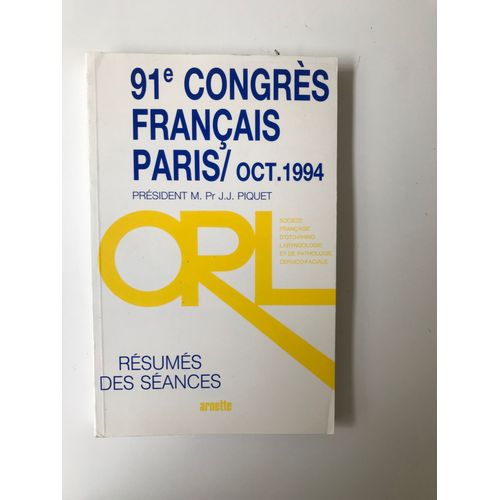 91e CONGRÈS
FRANÇAIS
PARIS/ OCT.1994
PRÉSIDENT M. Pr J.J. PIQUET
ORL
SOCIÉTÉ
FRANÇAISE
D'OTO-RHINO
LARYNGOLOGIE
ET DE PATHOLOGIE
CERVICO-FACIALE
RÉSUMÉS
DES SÉANCES
arnette